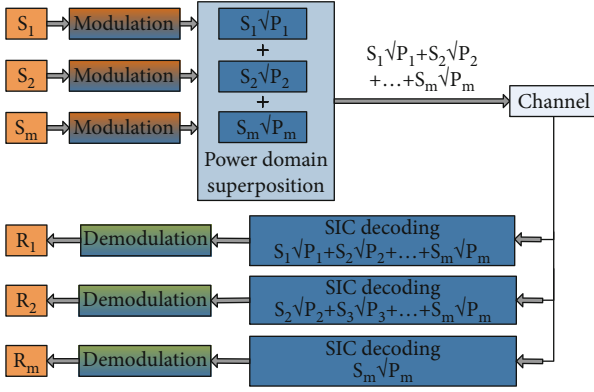 S₁ Modulation S₁√P₁
+
S₂ Modulation S₂√P₂
+
Sₘ Modulation Sₘ√Pₘ
Power domain
superposition
S₁√P₁+S₂√P₂
+...+Sₘ√Pₘ
Channel
R₁ Demodulation SIC decoding
S₁√P₁+S₂√P₂+...+Sₘ√Pₘ
R₂ Demodulation SIC decoding
S₂√P₂+S₃√P₃+...+Sₘ√Pₘ
Rₘ Demodulation SIC decoding
Sₘ√Pₘ